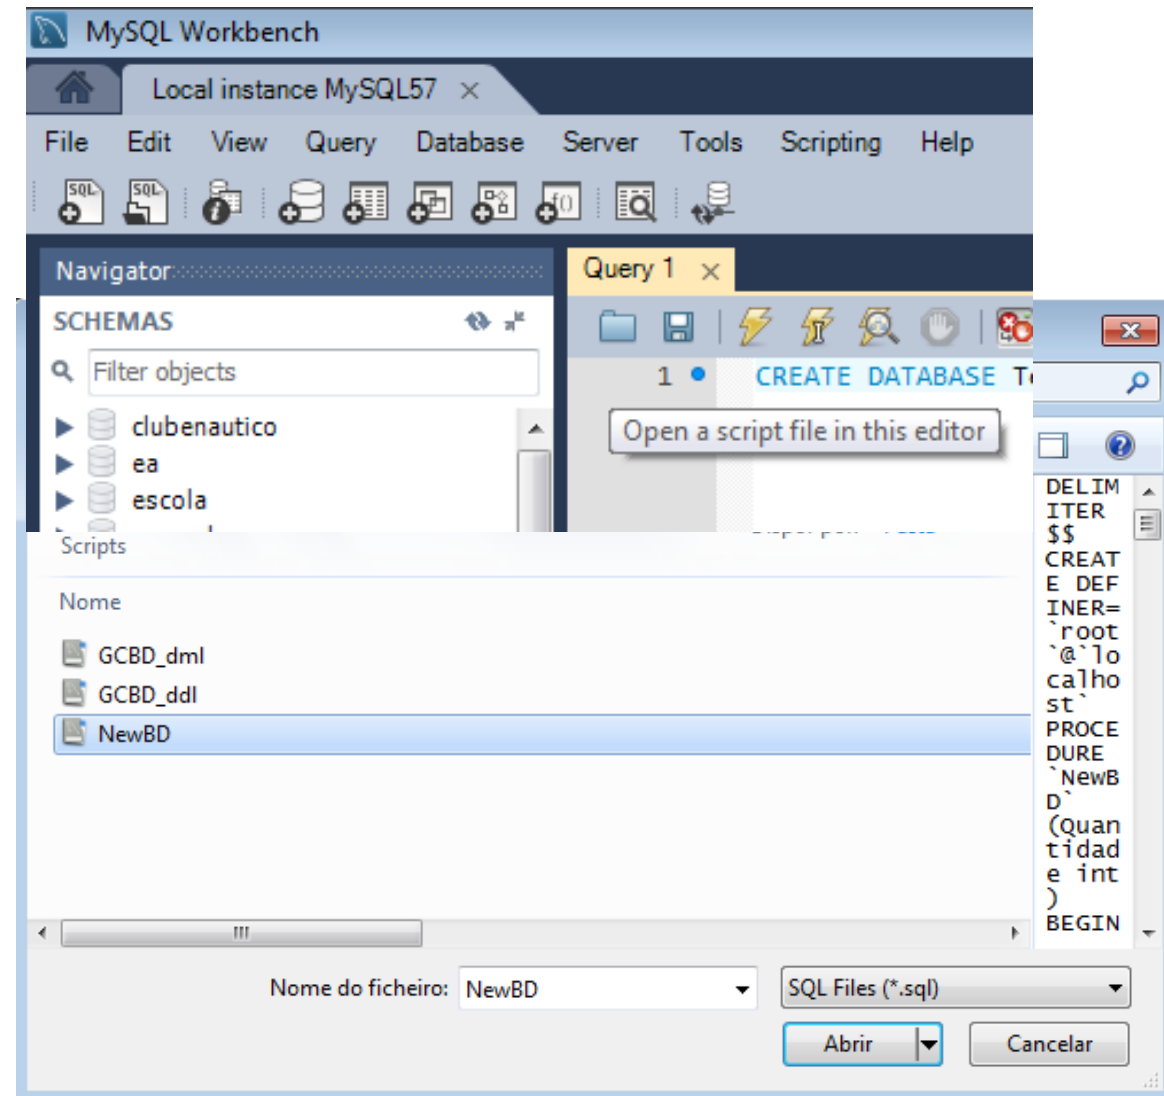 MySQL Workbench
Local instance MySQL57
File Edit View Query Database Server Tools Scripting Help
SQL SQL
Navigator
Query 1
SCHEMAS
Filter objects
1 CREATE DATABASE
Open a script file in this editor
clubenautico
ea
escola
Scripts
Nome
GCBD_dml
GCBD_ddl
NewBD
DELIM
ITER
$$
CREAT
E DEF
INER=
`root
`@`lo
calho
st`
PROCE
DURE
`NewB
D`
(Quan
tidad
e int
)
BEGIN
Nome do ficheiro: NewBD
SQL Files (*.sql)
Abrir
Cancelar